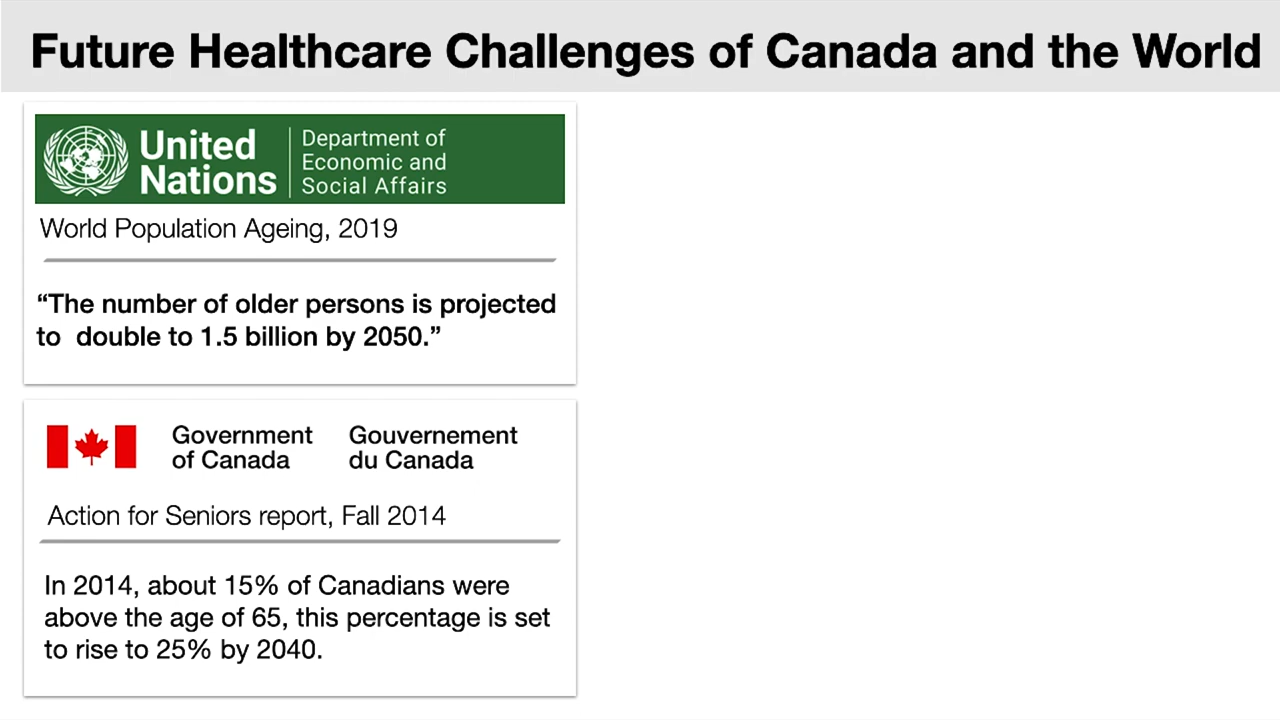 Future Healthcare Challenges of Canada and the World
United
Nations
Department of
Economic and
Social Affairs
World Population Ageing, 2019
“The number of older persons is projected
to  double to 1.5 billion by 2050.”
Government
of Canada
Gouvernement
du Canada
Action for Seniors report, Fall 2014
In 2014, about 15% of Canadians were
above the age of 65, this percentage is set
to rise to 25% by 2040.